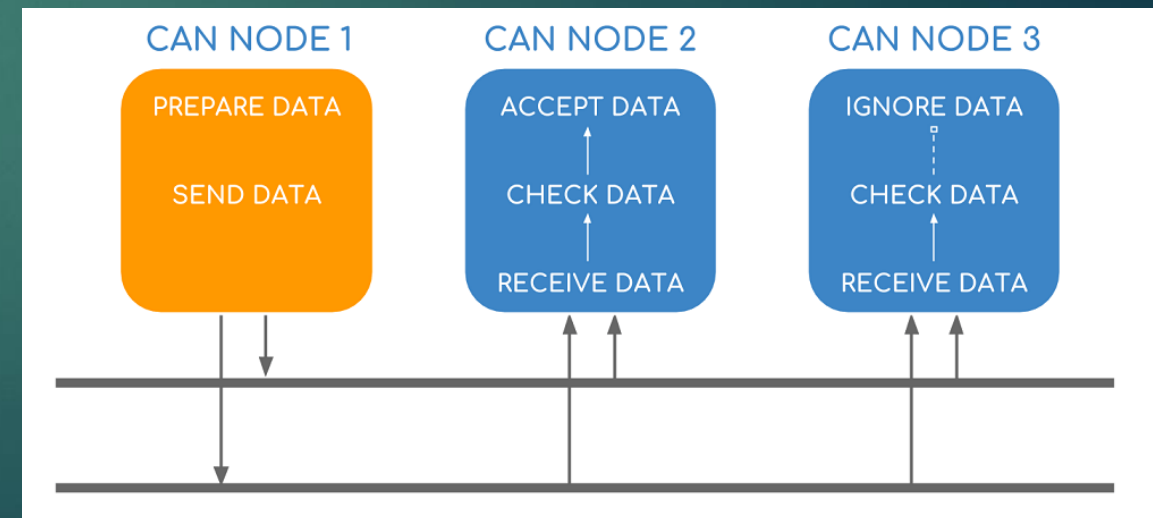 CAN NODE 1
CAN NODE 2
CAN NODE 3
PREPARE DATA
SEND DATA
ACCEPT DATA
CHECK DATA
RECEIVE DATA
IGNORE DATA
CHECK DATA
RECEIVE DATA